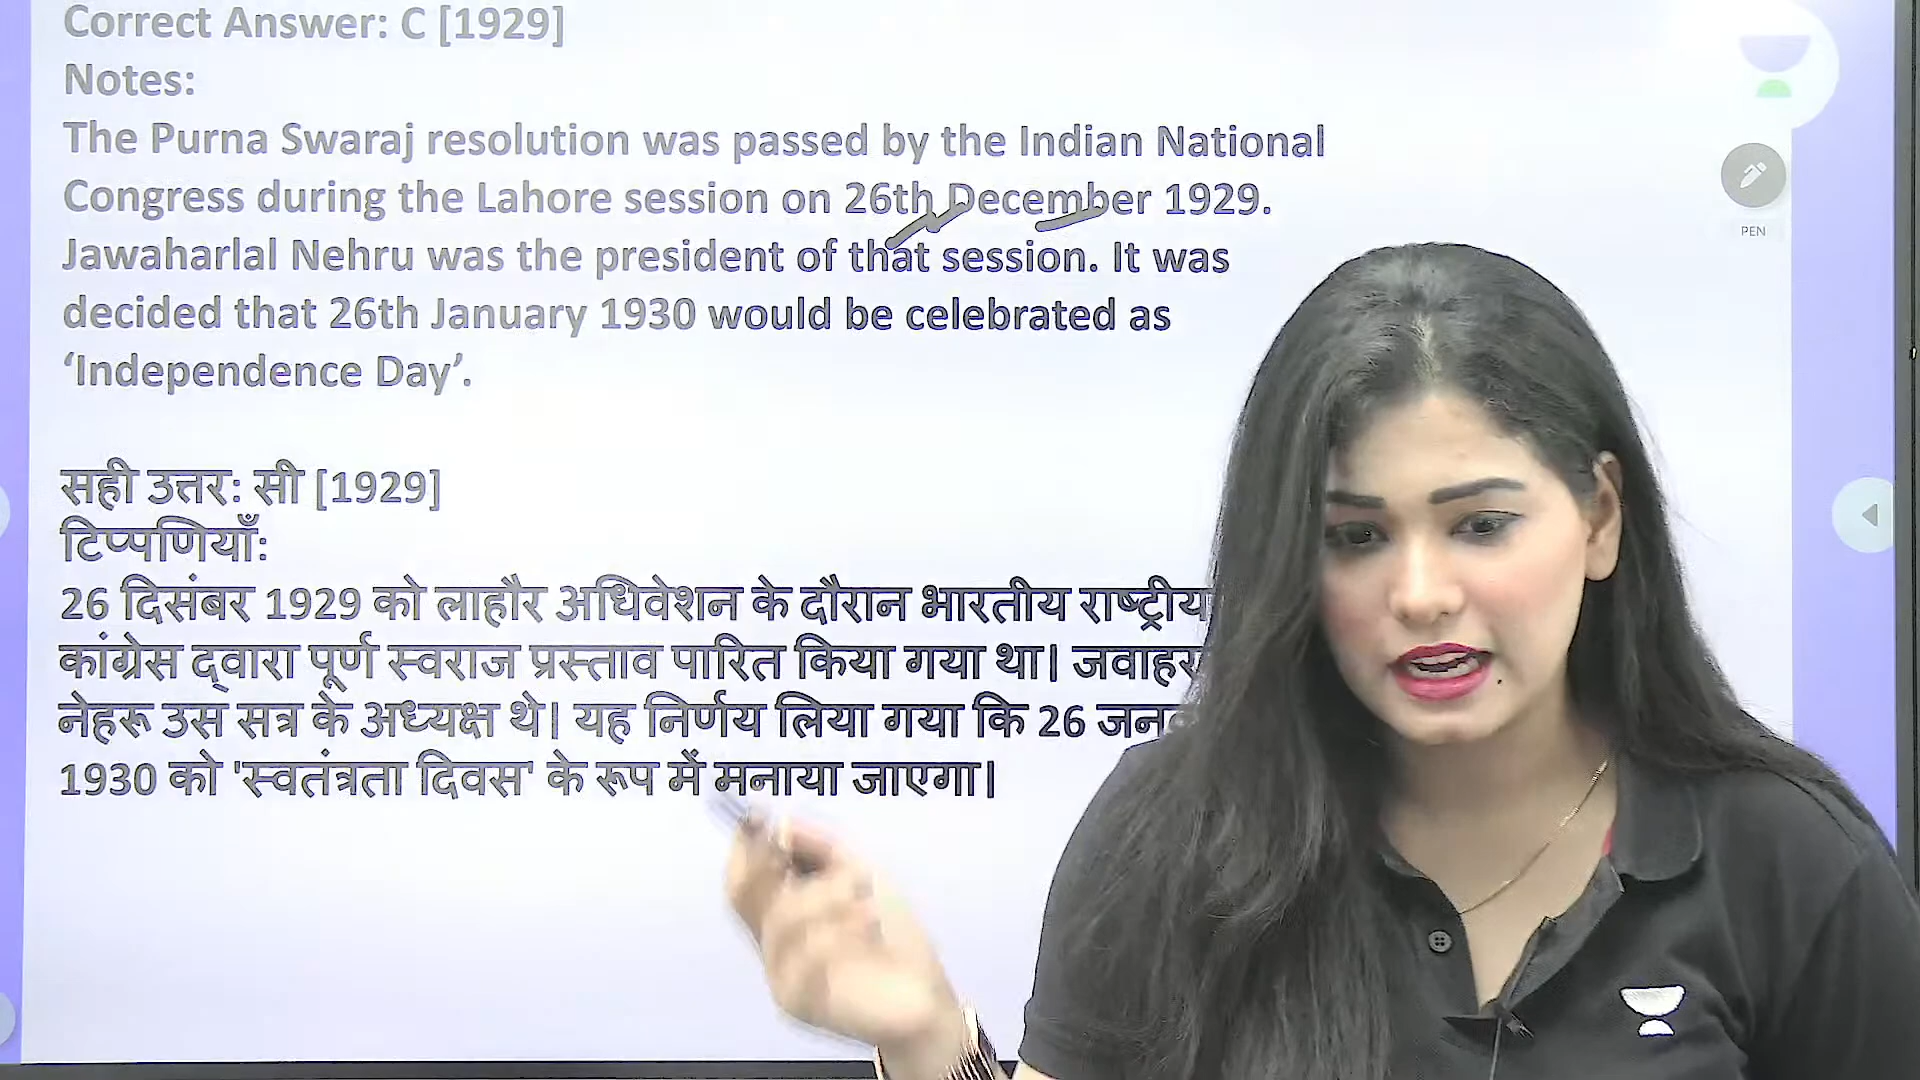 Correct Answer: C [1929]
Notes:
The Purna Swaraj resolution was passed by the Indian National
Congress during the Lahore session on 26th December 1929.
Jawaharlal Nehru was the president of that session. It was
decided that 26th January 1930 would be celebrated as
‘Independence Day’.
सही उत्तर: सी [1929]
टिप्पणियाँ:
26 दिसंबर 1929 को लाहौर अधिवेशन के दौरान भारतीय राष्ट्रीय
कांग्रेस द्वारा पूर्ण स्वराज प्रस्ताव पारित किया गया था|
नेहरू उस सत्र के अध्यक्ष थे| यह निर्णय लिया गया कि 26
1930 को 'स्वतंत्रता दिवस' के रूप में मनाया जाएगा|
PEN